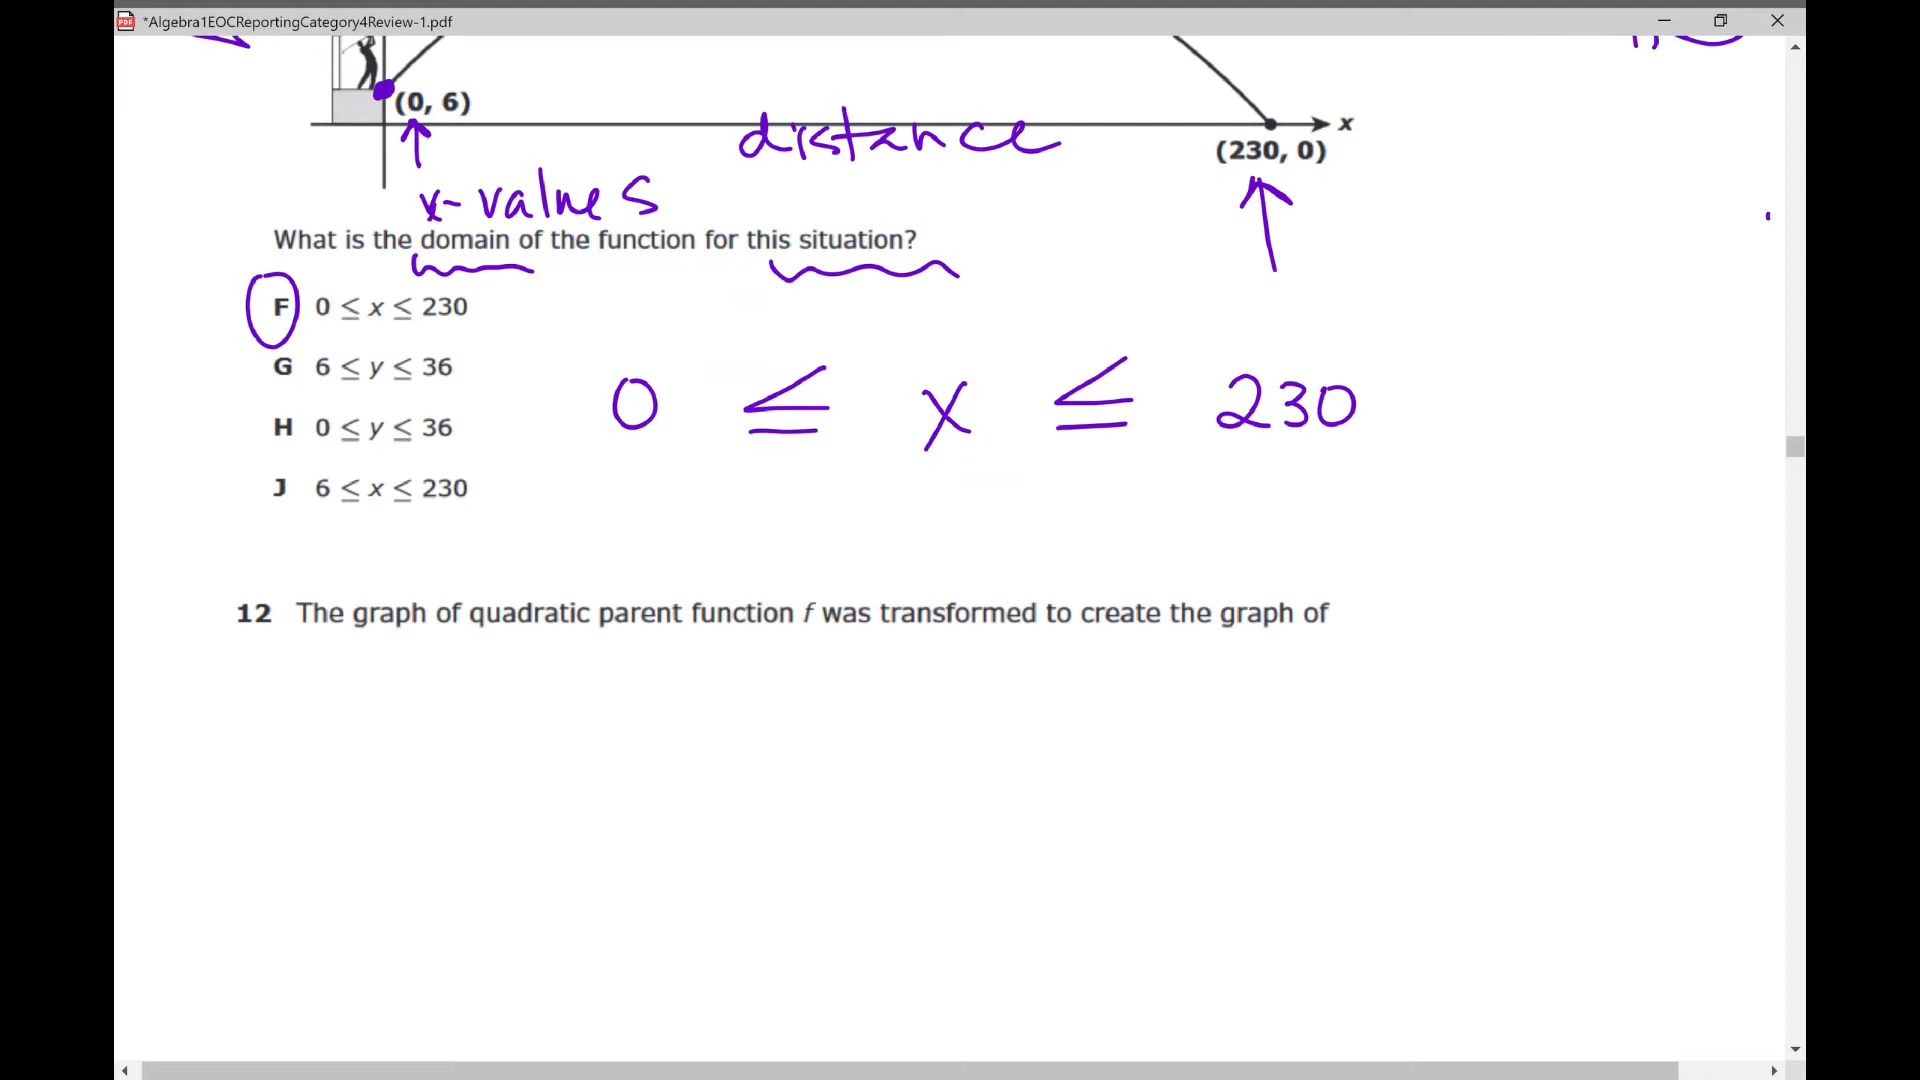 *Algebra1EOCReportingCategory4Review-1.pdf
(0, 6)
distance
x
(230, 0)
x-values
What is the domain of the function for this situation?
F 0 ≤ x ≤ 230
G 6 ≤ y ≤ 36
0 ≤ x ≤ 230
H 0 ≤ y ≤ 36
J 6 ≤ x ≤ 230
12 The graph of quadratic parent function f was transformed to create the graph of